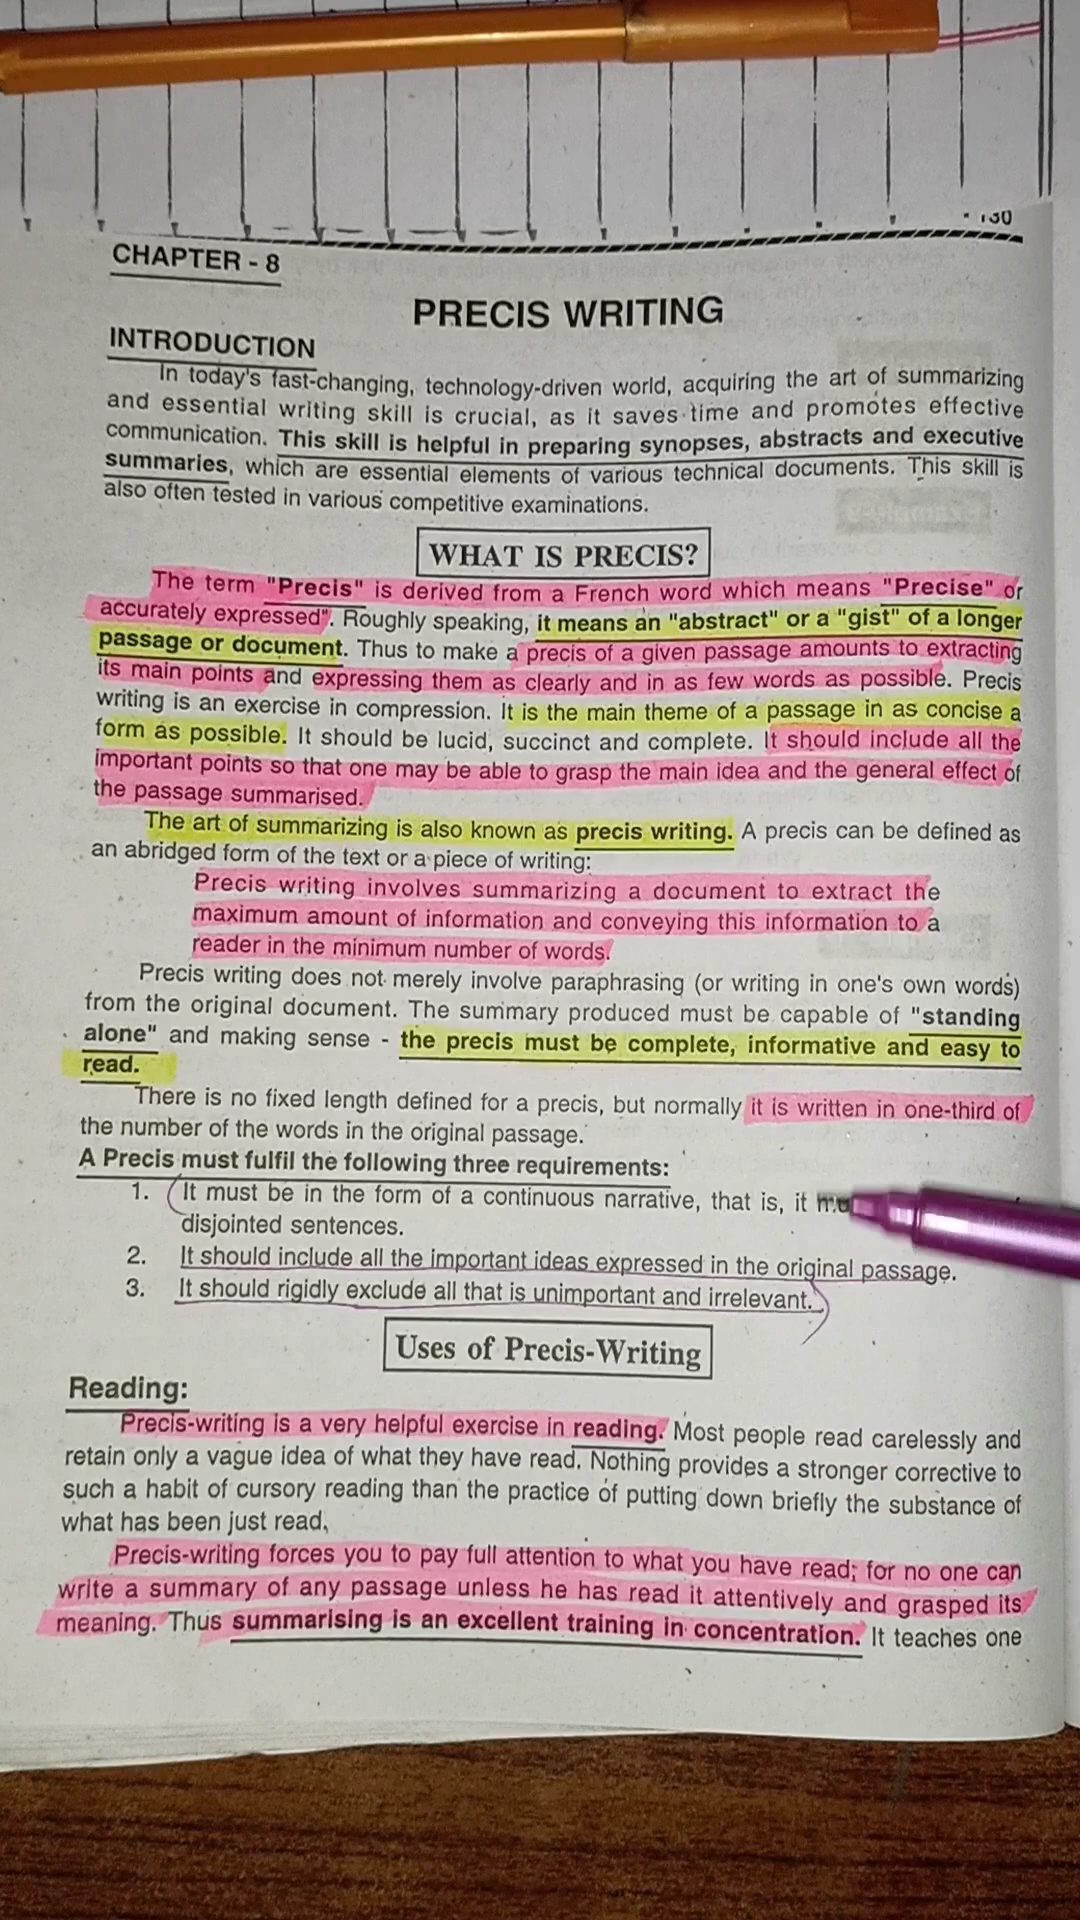 CHAPTER - 8
PRECIS WRITING
INTRODUCTION
In today's fast-changing, technology-driven world, acquiring the art of summarizing
and essential writing skill is crucial, as it saves time and promotes effective
communication. This skill is helpful in preparing synopses, abstracts and executive
summaries, which are essential elements of various technical documents. This skill is
also often tested in various competitive examinations.
WHAT IS PRECIS?
The term "Precis" is derived from a French word which means "Precise" or
accurately expressed". Roughly speaking, it means an "abstract" or a "gist" of a longer
passage or document. Thus to make a precis of a given passage amounts to extracting
its main points and expressing them as clearly and in as few words as possible. Precis
writing is an exercise in compression. It is the main theme of a passage in as concise a
form as possible. It should be lucid, succinct and complete. It should include all the
important points so that one may be able to grasp the main idea and the general effect of
the passage summarised.
The art of summarizing is also known as precis writing. A precis can be defined as
an abridged form of the text or a piece of writing:
Precis writing involves summarizing a document to extract the
maximum amount of information and conveying this information to a
reader in the minimum number of words.
Precis writing does not merely involve paraphrasing (or writing in one's own words)
from the original document. The summary produced must be capable of "standing
alone" and making sense - the precis must be complete, informative and easy to
read.
There is no fixed length defined for a precis, but normally it is written in one-third of
the number of the words in the original passage.
A Precis must fulfil the following three requirements:
1. It must be in the form of a continuous narrative, that is, it
disjointed sentences.
2. It should include all the important ideas expressed in the original passage.
3. It should rigidly exclude all that is unimportant and irrelevant.
Uses of Precis-Writing
Reading:
Precis-writing is a very helpful exercise in reading. Most people read carelessly and
retain only a vague idea of what they have read. Nothing provides a stronger corrective to
such a habit of cursory reading than the practice of putting down briefly the substance of
what has been just read,
Precis-writing forces you to pay full attention to what you have read; for no one can
write a summary of any passage unless he has read it attentively and grasped its
meaning. Thus summarising is an excellent training in concentration. It teaches one